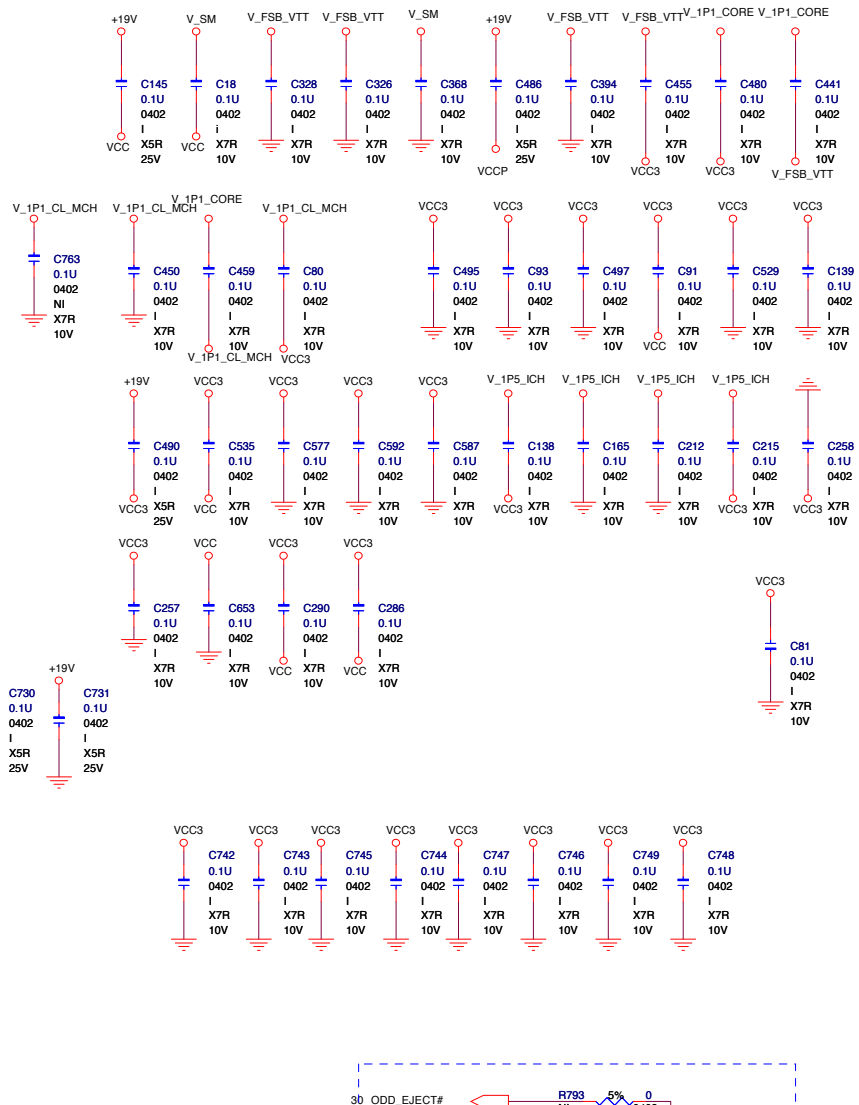 +19V V_SM V_FSB_VTT V_FSB_VTT V_SM +19V V_FSB_VTT V_FSB_VTT V_1P1_CORE V_1P1_CORE
C145 C18 C328 C326 C368 C486 C394 C455 C480 C441
0.1U 0.1U 0.1U 0.1U 0.1U 0.1U 0.1U 0.1U 0.1U 0.1U
0402 0402 0402 0402 0402 0402 0402 0402 0402 0402
I i I I I I I I I I
VCC X5R VCC X7R X7R X7R X7R X5R X7R X7R X7R X7R
25V 10V 10V 10V 10V 25V 10V 10V 10V 10V
VCCP VCC3 VCC3 V_FSB_VTT
V_1P1_CL_MCH V_1P1_CL_MCH V_1P1_CORE V_1P1_CL_MCH VCC3 VCC3 VCC3 VCC3 VCC3 VCC3
C763 C450 C459 C80 C495 C93 C497 C91 C529 C139
0.1U 0.1U 0.1U 0.1U 0.1U 0.1U 0.1U 0.1U 0.1U 0.1U
0402 0402 0402 0402 0402 0402 0402 0402 0402 0402
NI I I I I I I I I I
X7R X7R X7R X7R X7R X7R X7R X7R X7R X7R
10V 10V 10V 10V 10V 10V 10V VCC 10V 10V 10V
V_1P1_CL_MCH VCC3
+19V VCC3 VCC3 VCC3 VCC3 V_1P5_ICH V_1P5_ICH V_1P5_ICH V_1P5_ICH
C490 C535 C577 C592 C587 C138 C165 C212 C215 C258
0.1U 0.1U 0.1U 0.1U 0.1U 0.1U 0.1U 0.1U 0.1U 0.1U
0402 0402 0402 0402 0402 0402 0402 0402 0402 0402
I I I I I I I I I I
VCC3 X5R VCC X7R X7R X7R X7R VCC3 X7R X7R X7R VCC3 X7R VCC3 X7R
25V 10V 10V 10V 10V 10V 10V 10V 10V 10V
VCC3 VCC VCC3 VCC3
C257 C653 C290 C286
0.1U 0.1U 0.1U 0.1U
0402 0402 0402 0402
I I I I
X7R X7R VCC X7R VCC X7R
10V 10V 10V 10V
VCC3
C81
0.1U
0402
I
X7R
10V
+19V
C730 C731
0.1U 0.1U
0402 0402
I I
X5R X5R
25V 25V
VCC3 VCC3 VCC3 VCC3 VCC3 VCC3 VCC3 VCC3
C742 C743 C745 C744 C747 C746 C749 C748
0.1U 0.1U 0.1U 0.1U 0.1U 0.1U 0.1U 0.1U
0402 0402 0402 0402 0402 0402 0402 0402
I I I I I I I I
X7R X7R X7R X7R X7R X7R X7R X7R
10V 10V 10V 10V 10V 10V 10V 10V
30 ODD_EJECT# R793 5% 0